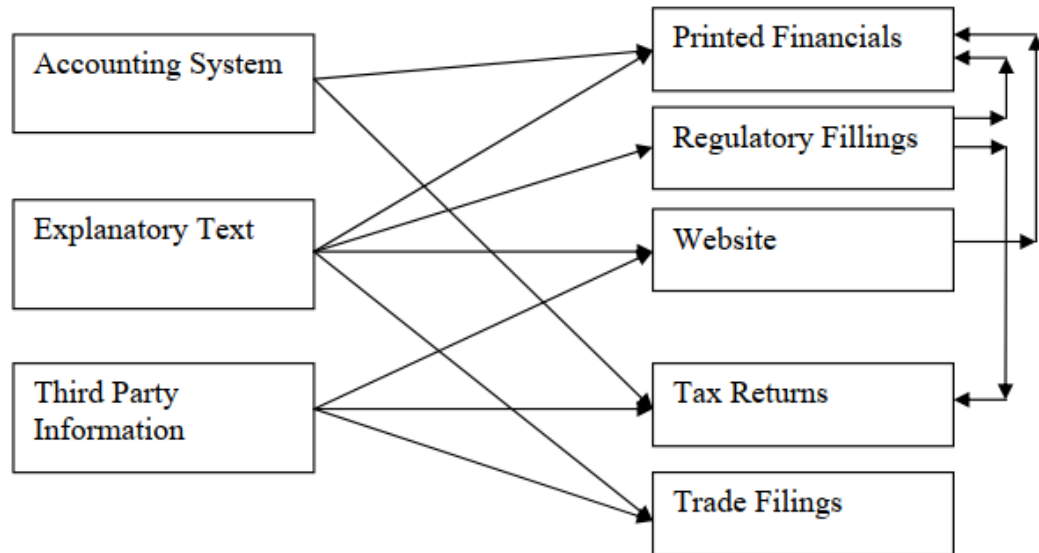 Accounting System
Explanatory Text
Third Party
Information
Printed Financials
Regulatory Fillings
Website
Tax Returns
Trade Filings